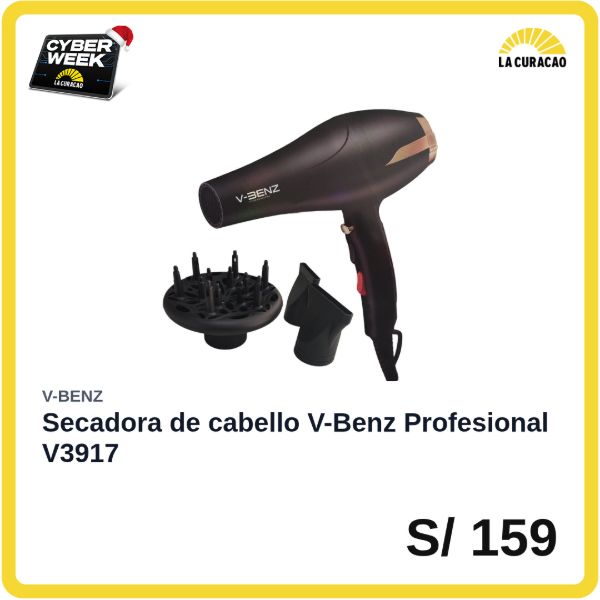 CYBER
WEEK
LA CURACAO
LA CURACAO
V-BENZ
V-BENZ
Secadora de cabello V-Benz Profesional
V3917
S/ 159